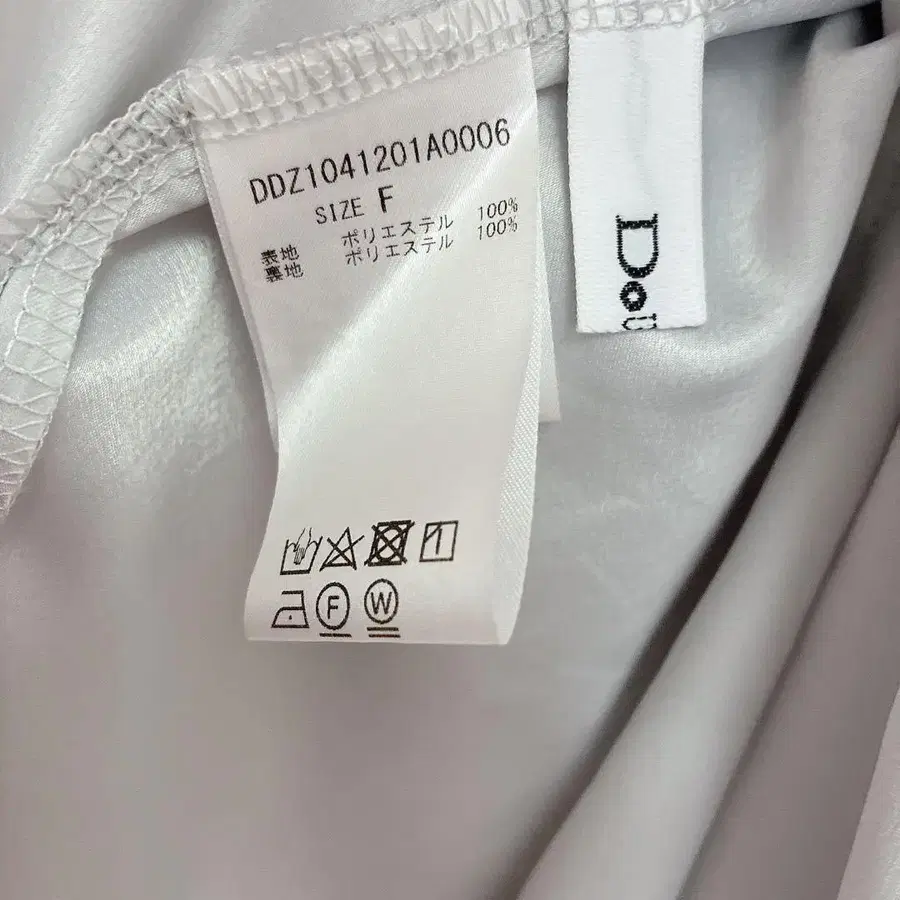 DDZ1041201A0006
SIZE F
表地 ポリエステル 100%
裏地 ポリエステル 100%
F W
Do